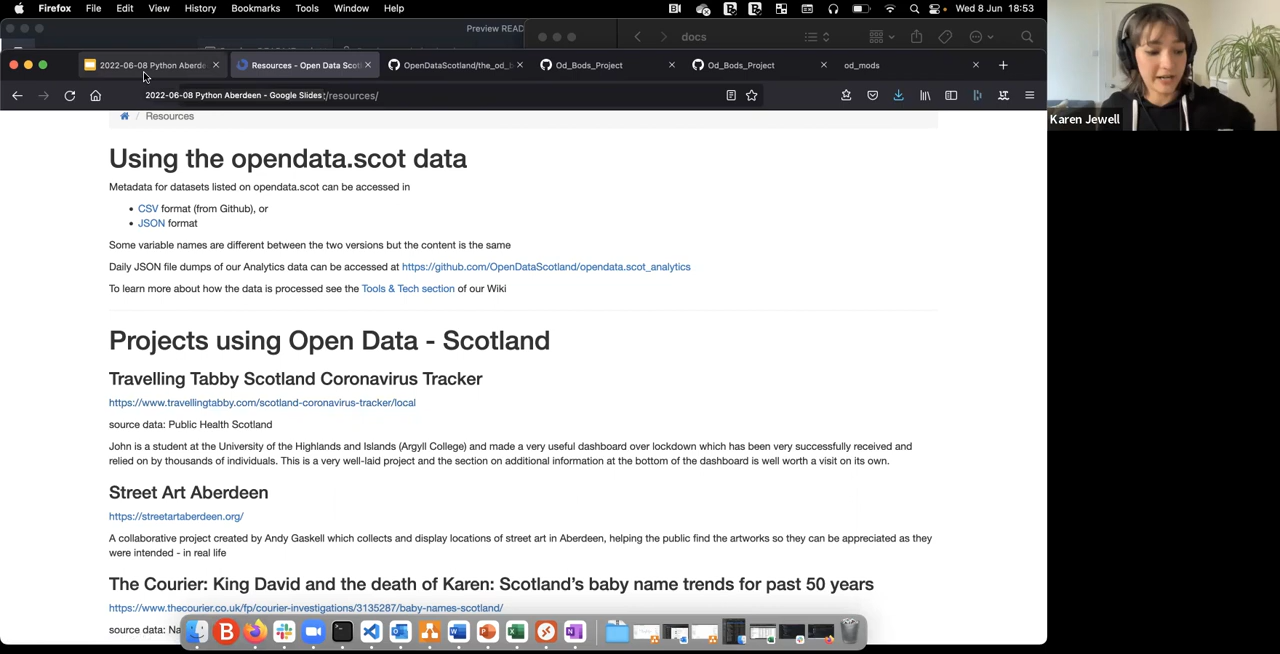 Firefox File Edit View History Bookmarks Tools Window Help Wed 8 Jun 18:53
Preview READ
docs
2022-06-08 Python Aberde
Resources - Open Data Scot
OpenDataScotland/the_od_b
Od_Bods_Project
Od_Bods_Project
od_mods
2022-06-08 Python Aberdeen - Google Slides
t/resources/
Karen Jewell
/ Resources
Using the opendata.scot data
Metadata for datasets listed on opendata.scot can be accessed in
• CSV format (from Github), or
• JSON format
Some variable names are different between the two versions but the content is the same
Daily JSON file dumps of our Analytics data can be accessed at https://github.com/OpenDataScotland/opendata.scot_analytics
To learn more about how the data is processed see the Tools & Tech section of our Wiki
Projects using Open Data - Scotland
Travelling Tabby Scotland Coronavirus Tracker
https://www.travellingtabby.com/scotland-coronavirus-tracker/local
source data: Public Health Scotland
John is a student at the University of the Highlands and Islands (Argyll College) and made a very useful dashboard over lockdown which has been very successfully received and
relied on by thousands of individuals. This is a very well-laid project and the section on additional information at the bottom of the dashboard is well worth a visit on its own.
Street Art Aberdeen
https://streetartaberdeen.org/
A collaborative project created by Andy Gaskell which collects and display locations of street art in Aberdeen, helping the public find the artworks so they can be appreciated as they
were intended - in real life
The Courier: King David and the death of Karen: Scotland's baby name trends for past 50 years
https://www.thecourier.co.uk/fp/courier-investigations/3135287/baby-names-scotland/
source data: Na